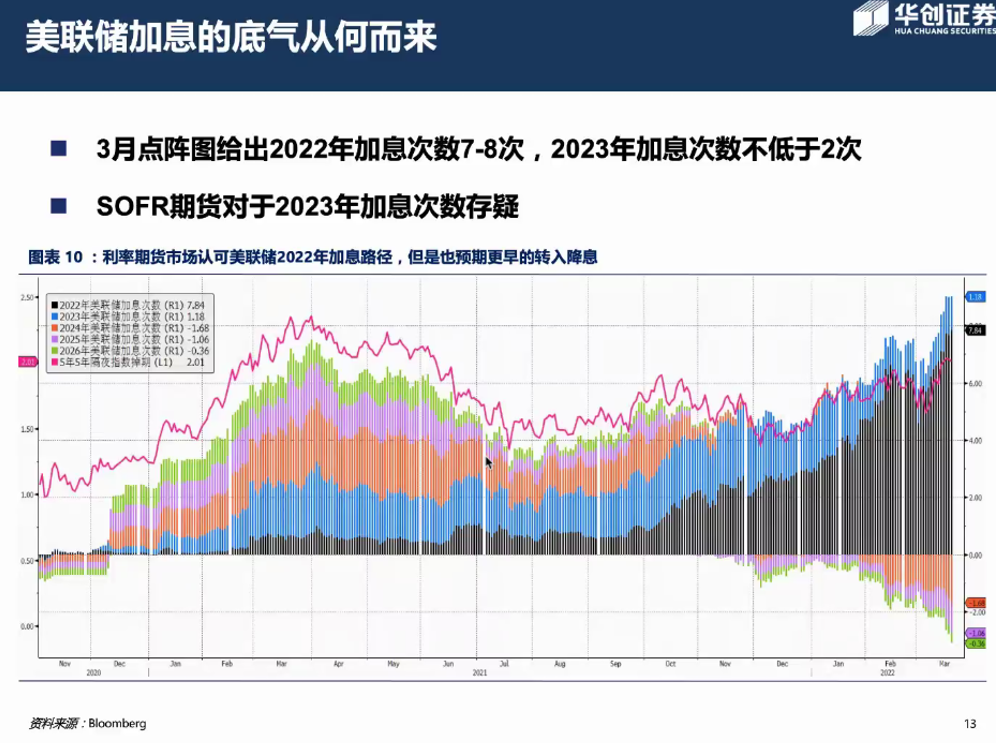 美联储加息的底气从何而来
华创证券
HUA CHUANG SECURITIES
3月点阵图给出2022年加息次数7-8次，2023年加息次数不低于2次
SOFR期货对于2023年加息次数存疑
图表 10 ：利率期货市场认可美联储2022年加息路径，但是也预期更早的转入降息
2022年美联储加息次数 (R1) 7.84
2023年美联储加息次数 (R1) 1.18
2024年美联储加息次数 (R1) -1.68
2025年美联储加息次数 (R1) -1.06
2026年美联储加息次数 (R1) -0.36
5年5年隔夜指数掉期 (L1) 2.01
2.50
2.01
1.50
1.00
0.50
0.00
1.18
7.84
6.00
4.00
2.00
0.00
-1.68
-2.00
-1.06
-0.36
Nov Dec Jan Feb Mar Apr May Jun Jul Aug Sep Oct Nov Dec Jan Feb Mar
2020 2021 2022
资料来源：Bloomberg
13